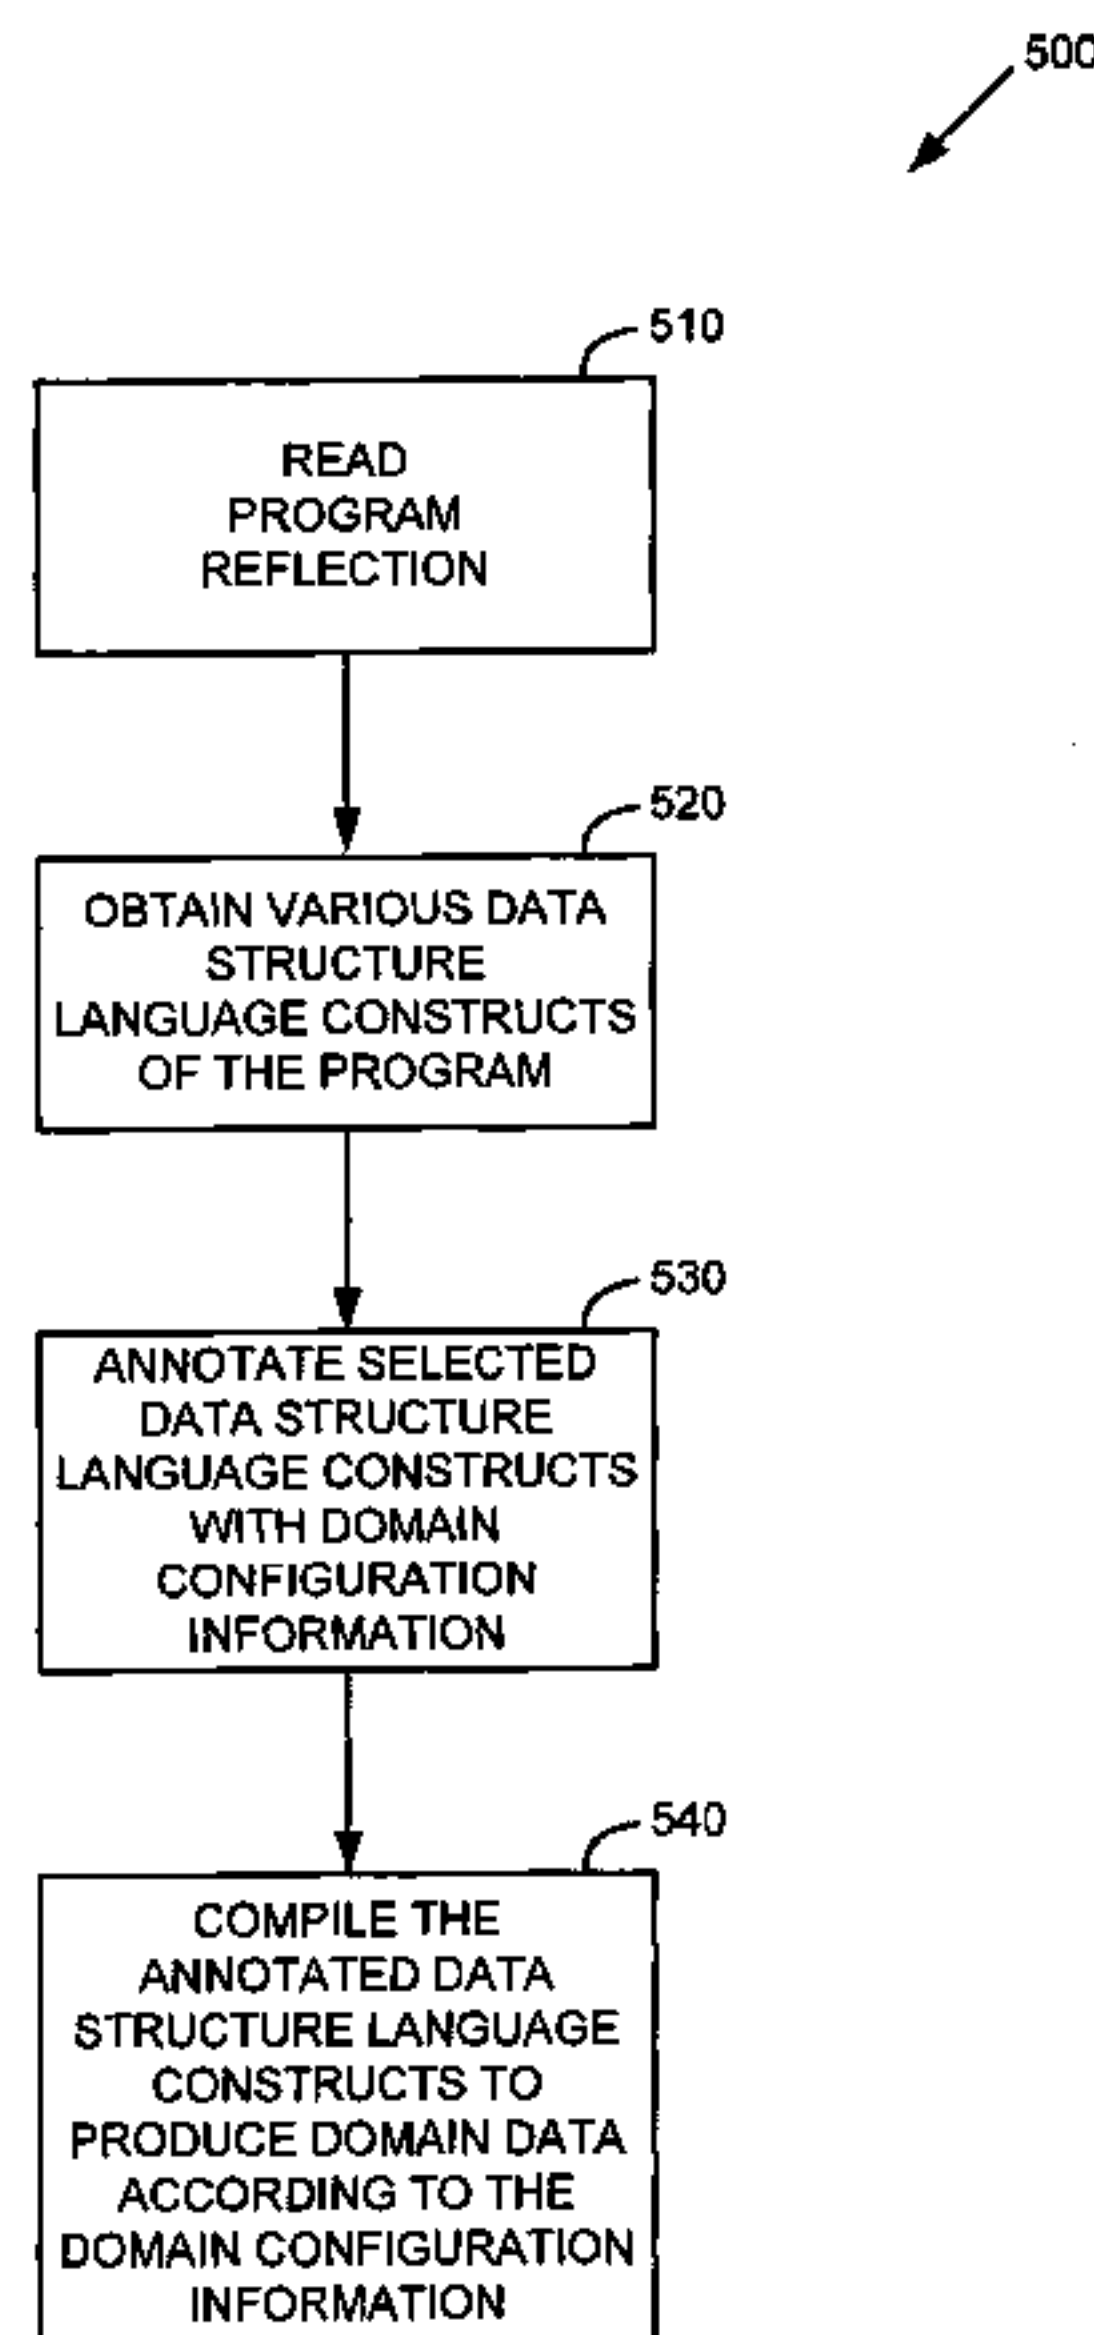 500
510
READ
PROGRAM
REFLECTION
520
OBTAIN VARIOUS DATA
STRUCTURE
LANGUAGE CONSTRUCTS
OF THE PROGRAM
530
ANNOTATE SELECTED
DATA STRUCTURE
LANGUAGE CONSTRUCTS
WITH DOMAIN
CONFIGURATION
INFORMATION
540
COMPILE THE
ANNOTATED DATA
STRUCTURE LANGUAGE
CONSTRUCTS TO
PRODUCE DOMAIN DATA
ACCORDING TO THE
DOMAIN CONFIGURATION
INFORMATION